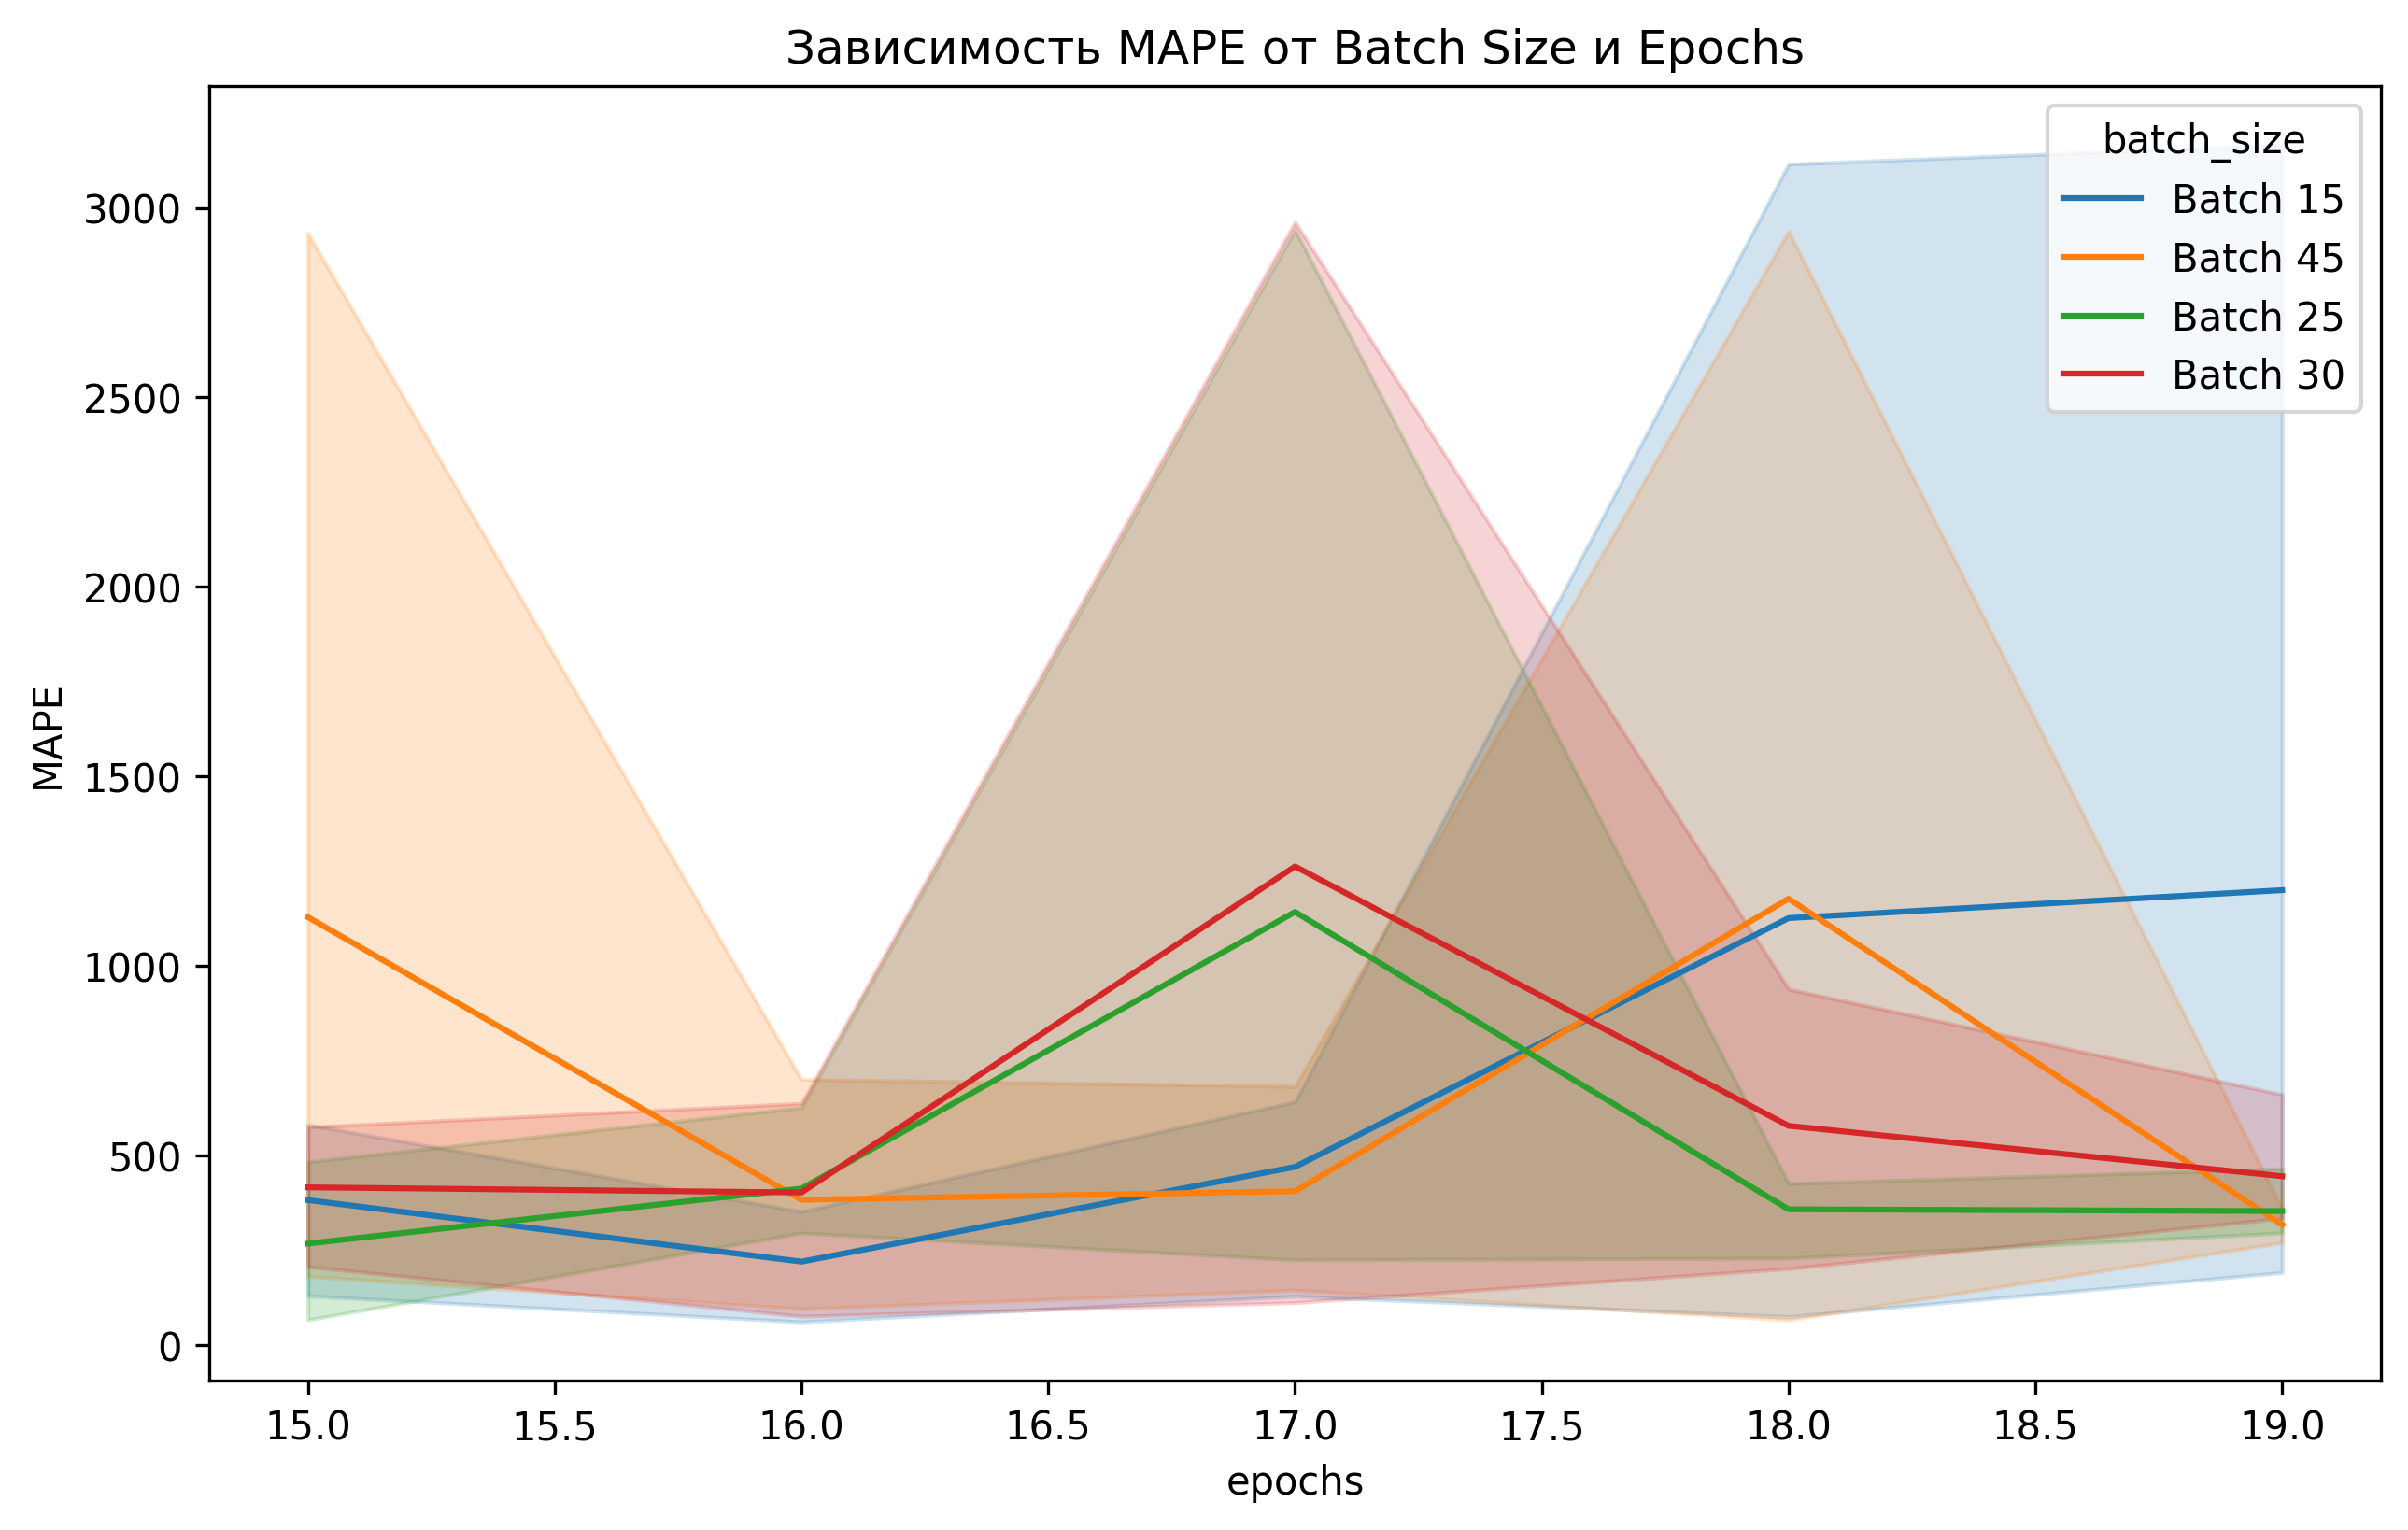 Зависимость MAPE от Batch Size и Epochs
batch_size
Batch 15
Batch 45
Batch 25
Batch 30
MAPE
3000
2500
2000
1500
1000
500
0
15.0 15.5 16.0 16.5 17.0 17.5 18.0 18.5 19.0
epochs